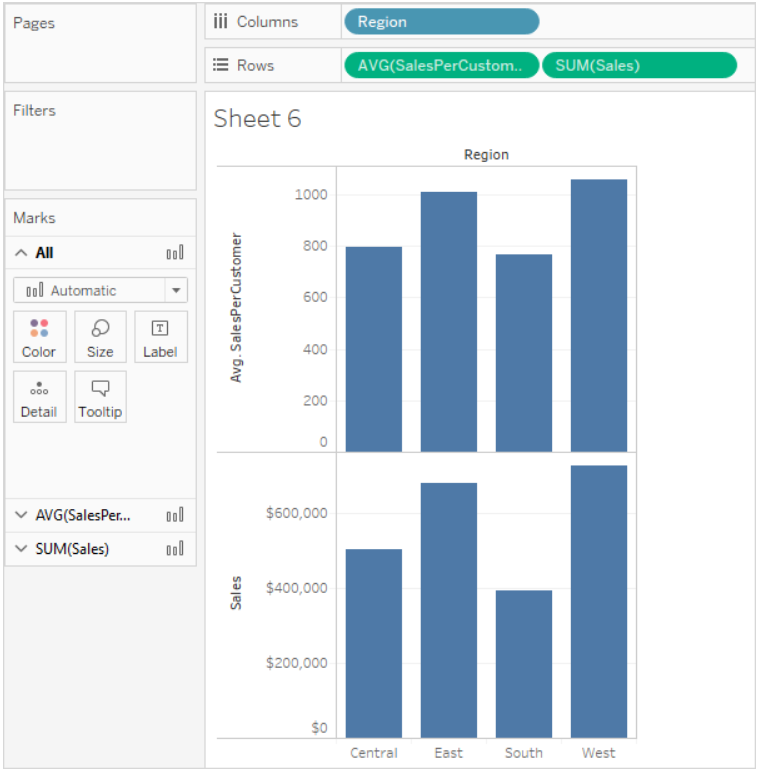 Pages
Columns
Region
Rows
AVG(SalesPerCustom..
SUM(Sales)
Filters
Marks
All
Automatic
Color
Size
T
Label
Detail
Tooltip
AVG(SalesPer...
SUM(Sales)
Sheet 6
Region
Avg. SalesPerCustomer
1000
800
600
400
200
0
Sales
$600,000
$400,000
$200,000
$0
Central
East
South
West